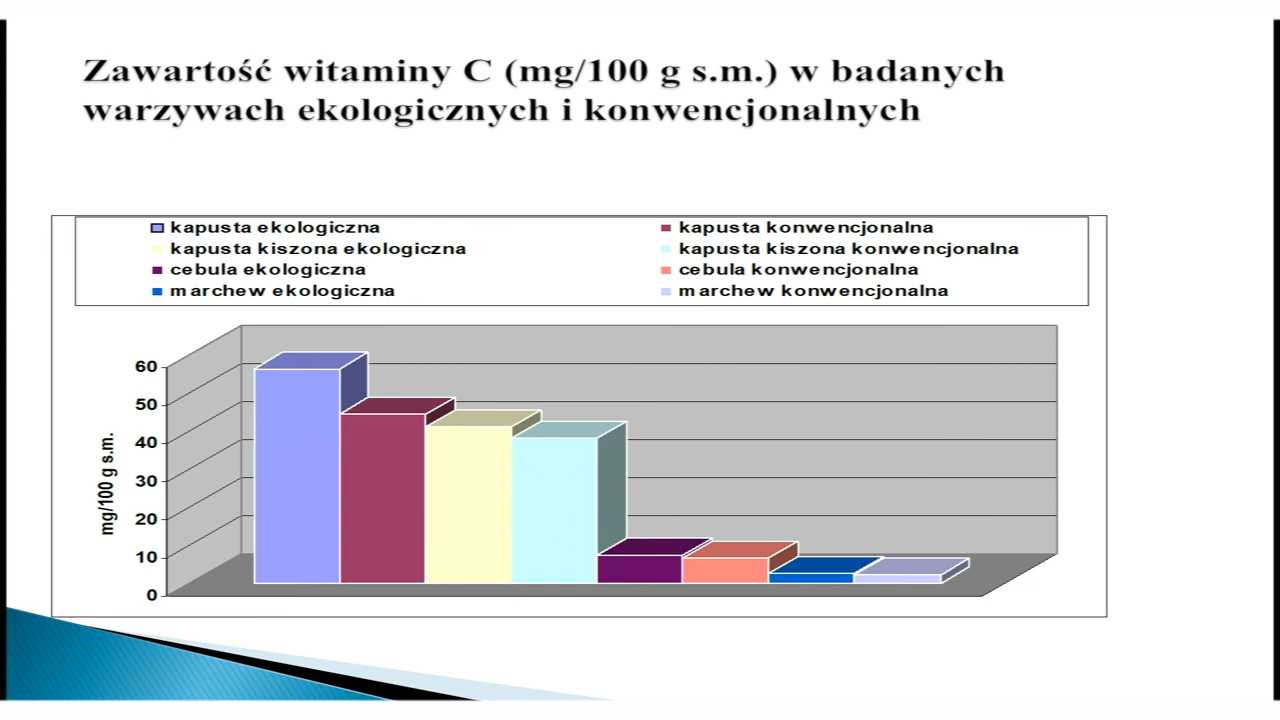 Zawartość witaminy C (mg/100 g s.m.) w badanych
warzywach ekologicznych i konwencjonalnych
kapusta ekologiczna
kapusta konwencjonalna
kapusta kiszona ekologiczna
kapusta kiszona konwencjonalna
cebula ekologiczna
cebula konwencjonalna
marchew ekologiczna
marchew konwencjonalna
mg/100 g s.m.
60
50
40
30
20
10
0